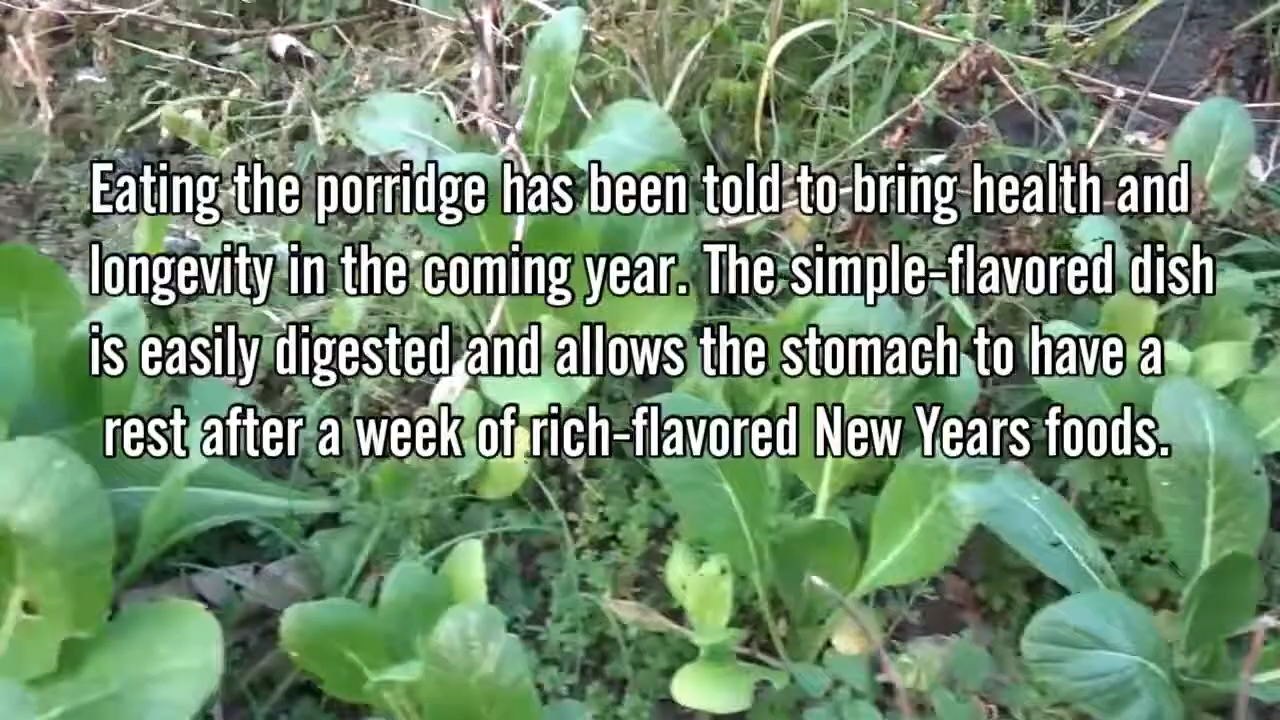 Eating the porridge has been told to bring health and
longevity in the coming year. The simple-flavored dish
is easily digested and allows the stomach to have a
rest after a week of rich-flavored New Years foods.